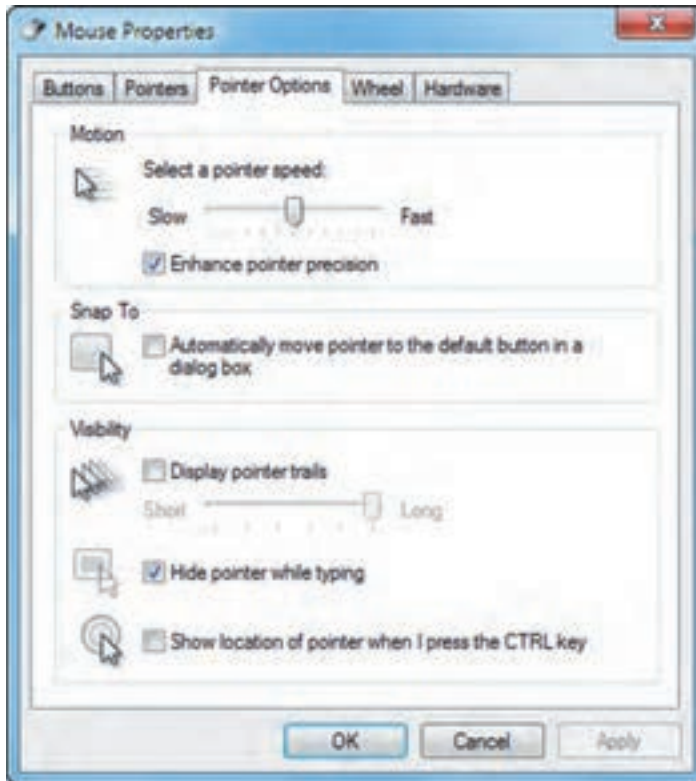 Mouse Properties
Buttons Pointers Pointer Options Wheel Hardware
Motion
Select a pointer speed:
Slow Fast
Enhance pointer precision
Snap To
Automatically move pointer to the default button in a
dialog box
Visibility
Display pointer trails
Short Long
Hide pointer while typing
Show location of pointer when I press the CTRL key
OK Cancel Apply